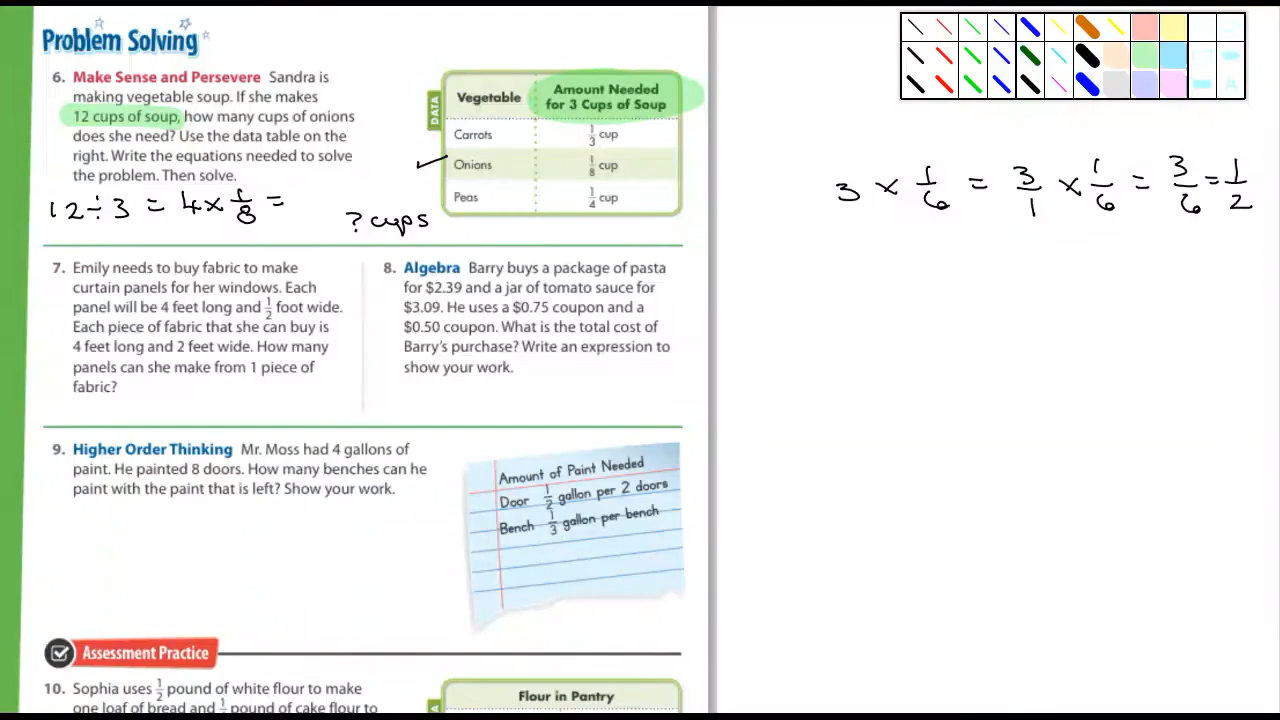 Problem Solving
6. Make Sense and Persevere Sandra is
making vegetable soup. If she makes
12 cups of soup, how many cups of onions
does she need? Use the data table on the
right. Write the equations needed to solve
the problem. Then solve.
12 ÷ 3 = 4 × 1/8 =
? cups
DATA
Vegetable Amount Needed
for 3 Cups of Soup
Carrots 1/3 cup
Onions 1/8 cup
Peas 1/4 cup
3 × 1/6 = 3/1 × 1/6 = 3/6 = 1/2
7. Emily needs to buy fabric to make
curtain panels for her windows. Each
panel will be 4 feet long and 1/2 foot wide.
Each piece of fabric that she can buy is
4 feet long and 2 feet wide. How many
panels can she make from 1 piece of
fabric?
8. Algebra Barry buys a package of pasta
for $2.39 and a jar of tomato sauce for
$3.09. He uses a $0.75 coupon and a
$0.50 coupon. What is the total cost of
Barry's purchase? Write an expression to
show your work.
9. Higher Order Thinking Mr. Moss had 4 gallons of
paint. He painted 8 doors. How many benches can he
paint with the paint that is left? Show your work.
Amount of Paint Needed
Door 1/2 gallon per 2 doors
Bench 1/3 gallon per bench
Assessment Practice
10. Sophia uses 1/2 pound of white flour to make
one loaf of bread and pound of cake flour to
Flour in Pantry
A